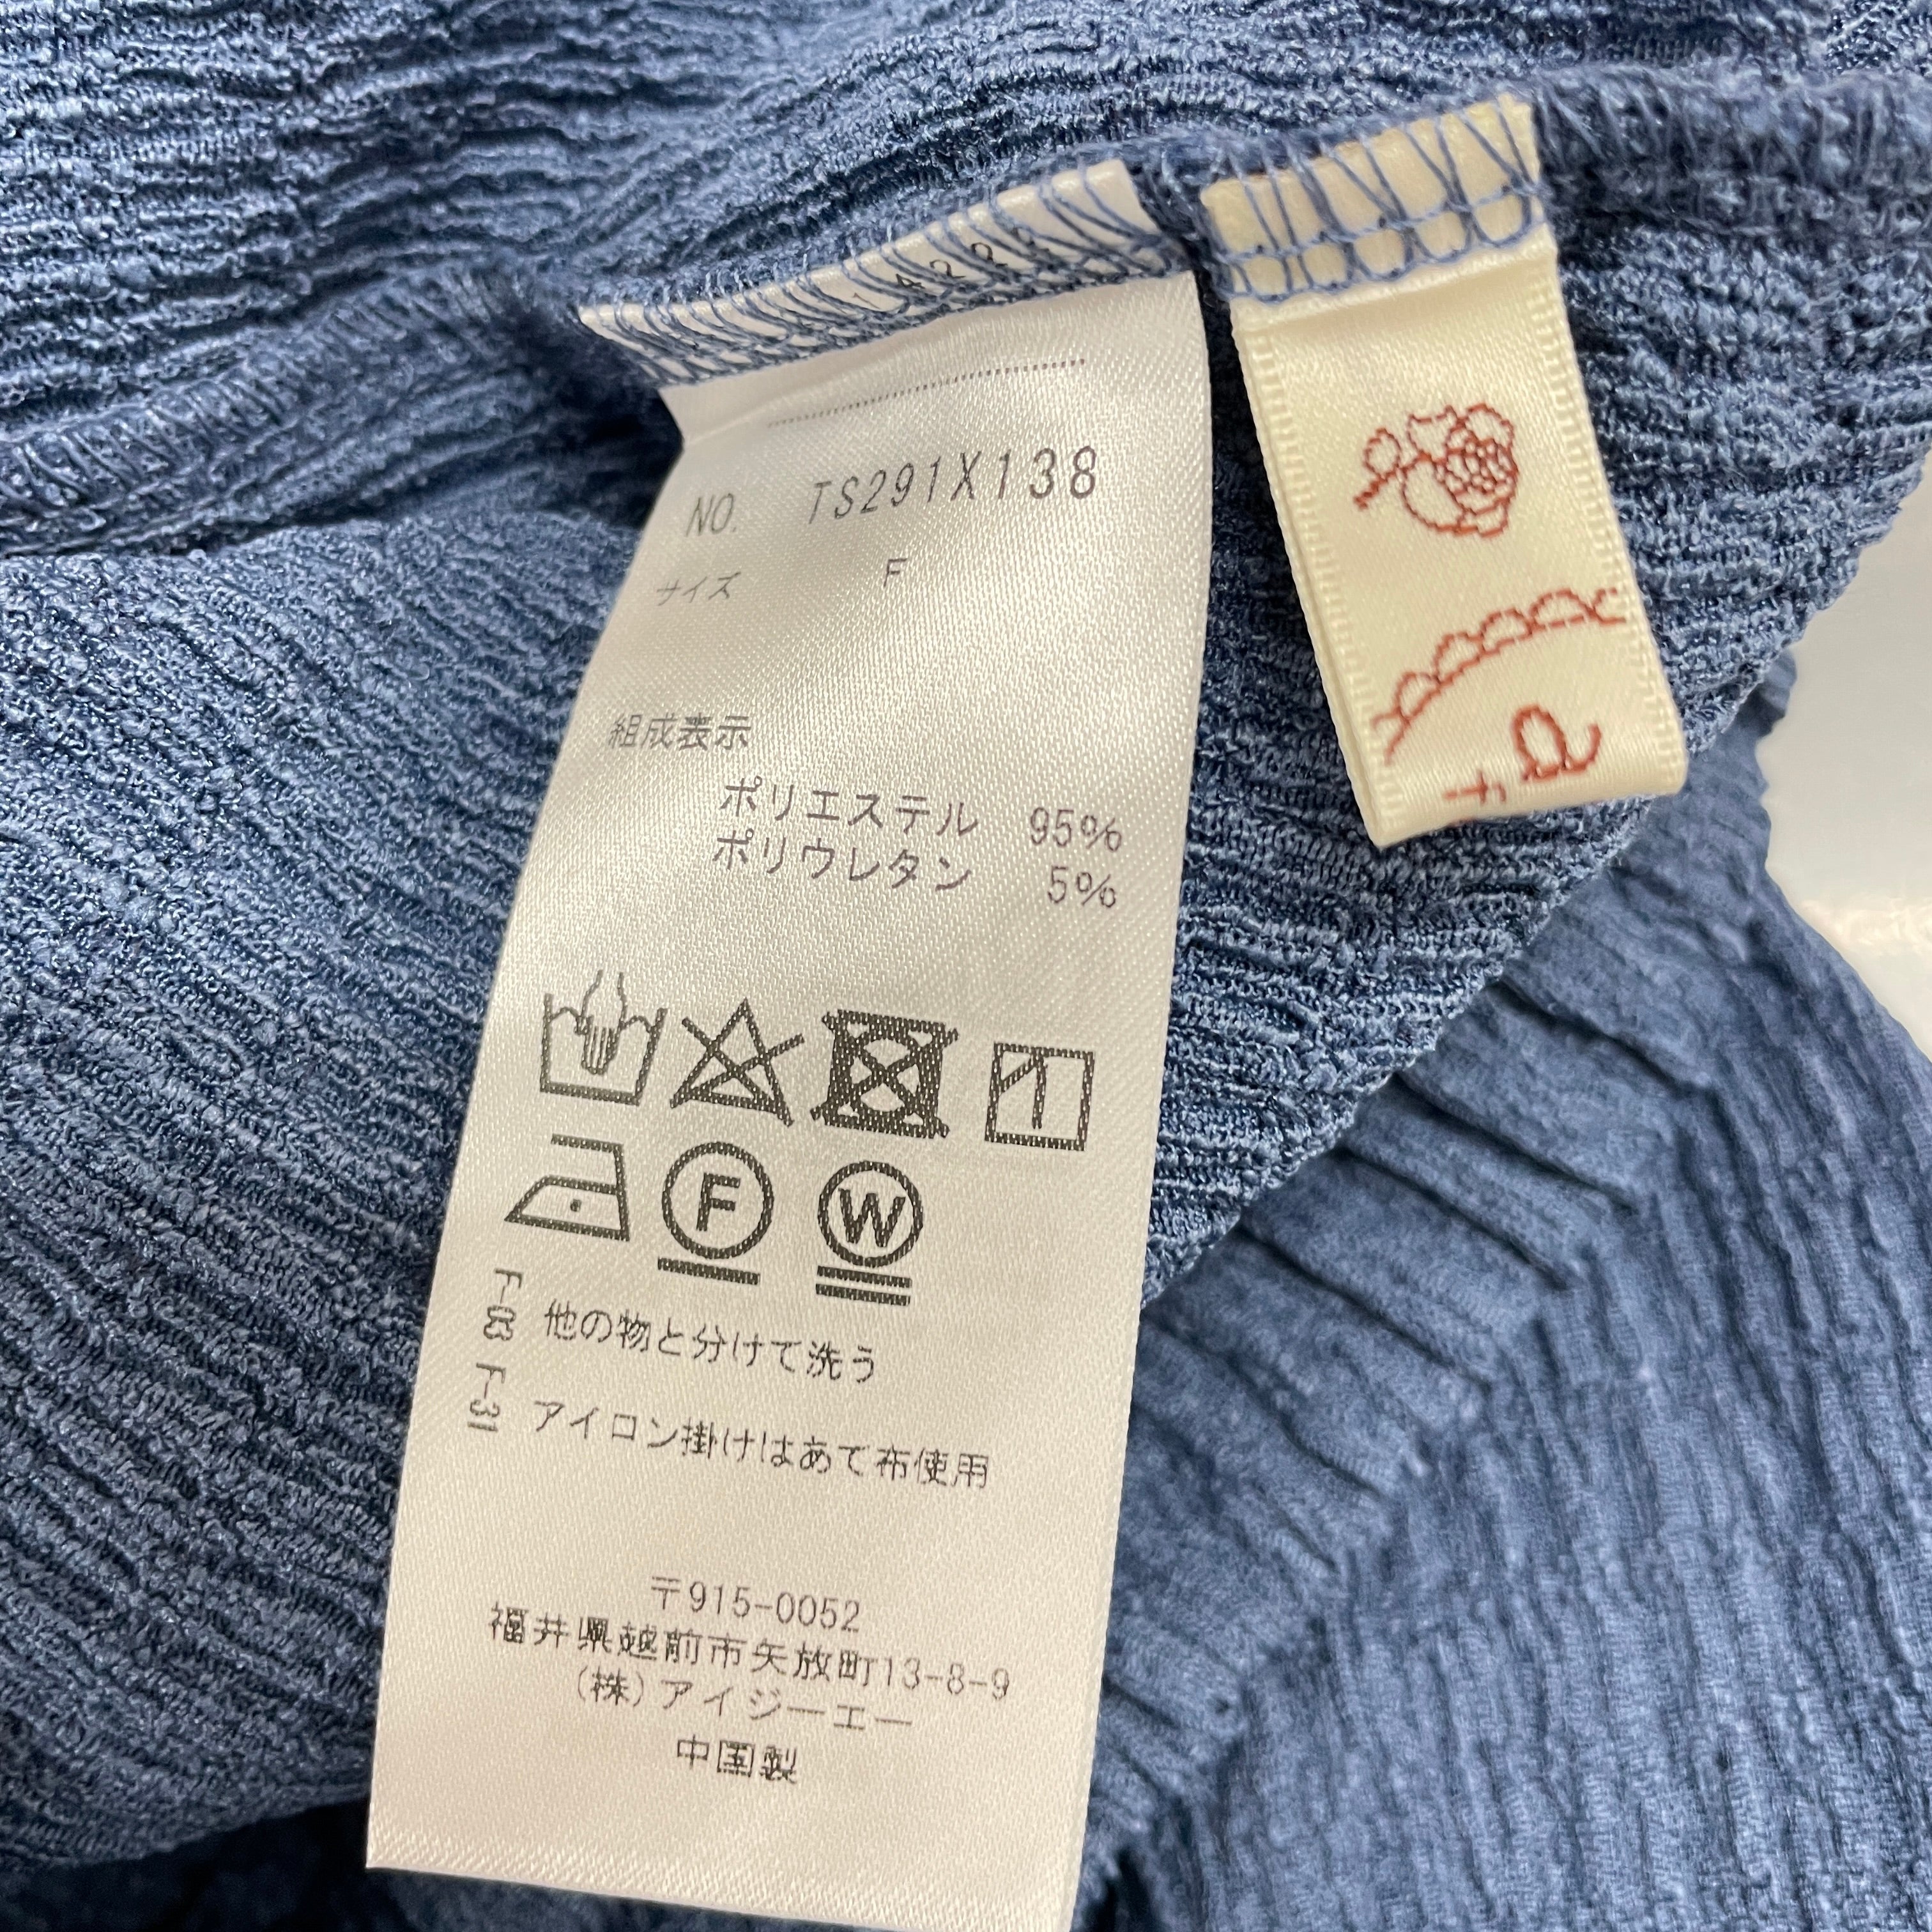 NO. TS291X138
サイズ F
組成表示
ポリエステル 95%
ポリウレタン 5%
F
W
F-03 他の物と分けて洗う
F-31 アイロン掛けはあて布使用
〒915-0052
福井県越前市矢放町13-8-9
(株)アイジーエー
中国製
a